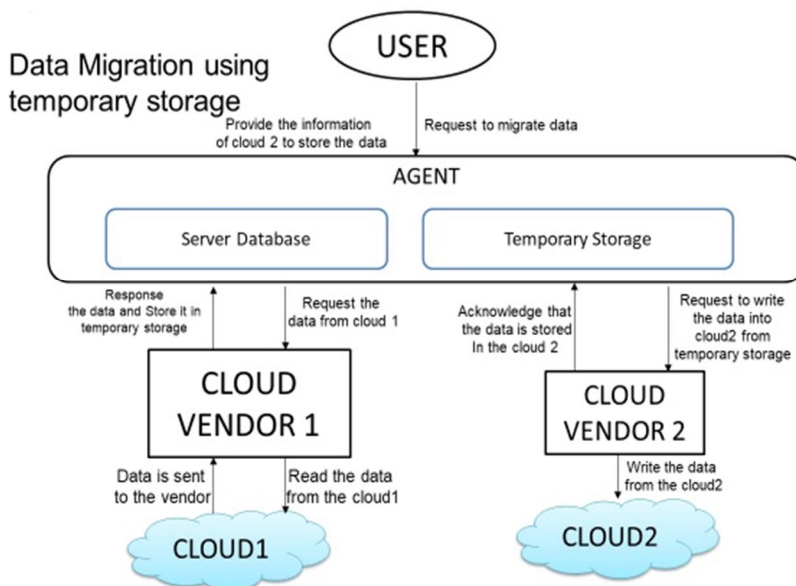 USER
Data Migration using
temporary storage
Provide the information
of cloud 2 to store the data
Request to migrate data
AGENT
Server Database
Temporary Storage
Response
the data and Store it in
temporary storage
Request the
data from cloud 1
Acknowledge that
the data is stored
In the cloud 2
Request to write
the data into
cloud2 from
temporary storage
CLOUD
VENDOR 1
CLOUD
VENDOR 2
Data is sent
to the vendor
Read the data
from the cloud1
Write the data
from the cloud2
CLOUD1
CLOUD2